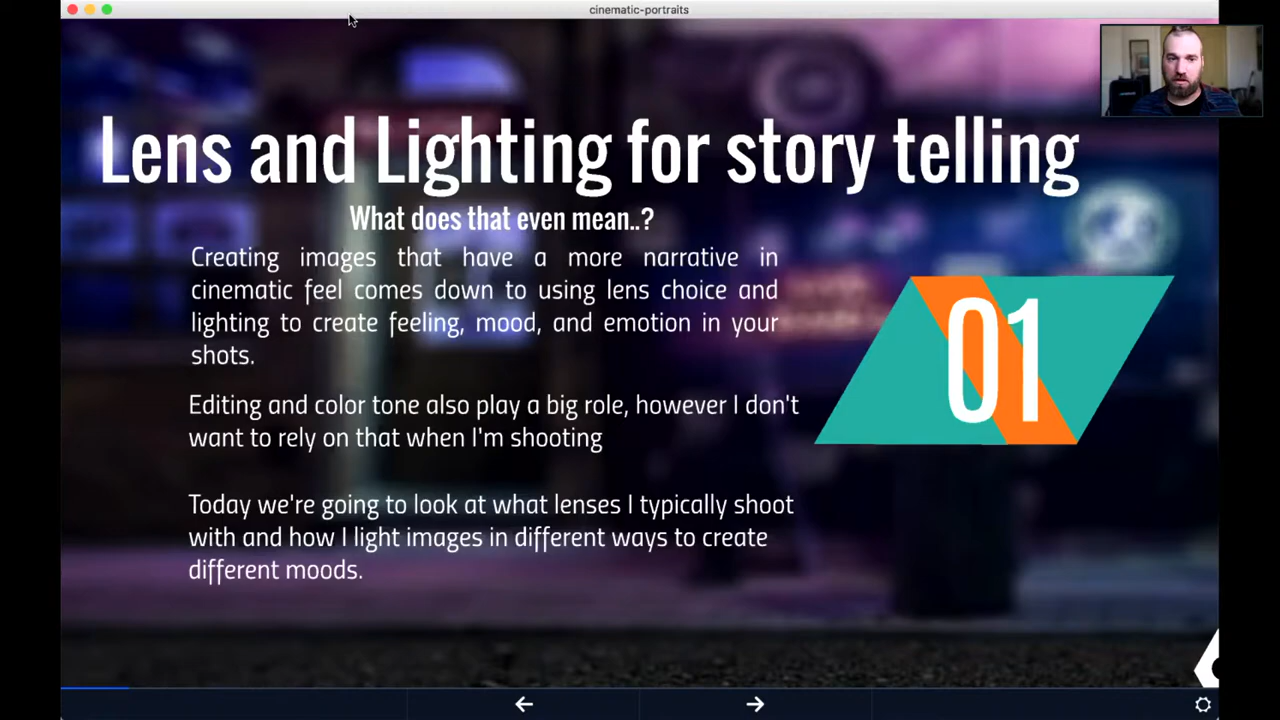 cinematic-portraits
Lens and Lighting for story telling
What does that even mean..?
Creating images that have a more narrative in
cinematic feel comes down to using lens choice and
lighting to create feeling, mood, and emotion in your
shots.
01
Editing and color tone also play a big role, however I don't
want to rely on that when I'm shooting
Today we're going to look at what lenses I typically shoot
with and how I light images in different ways to create
different moods.